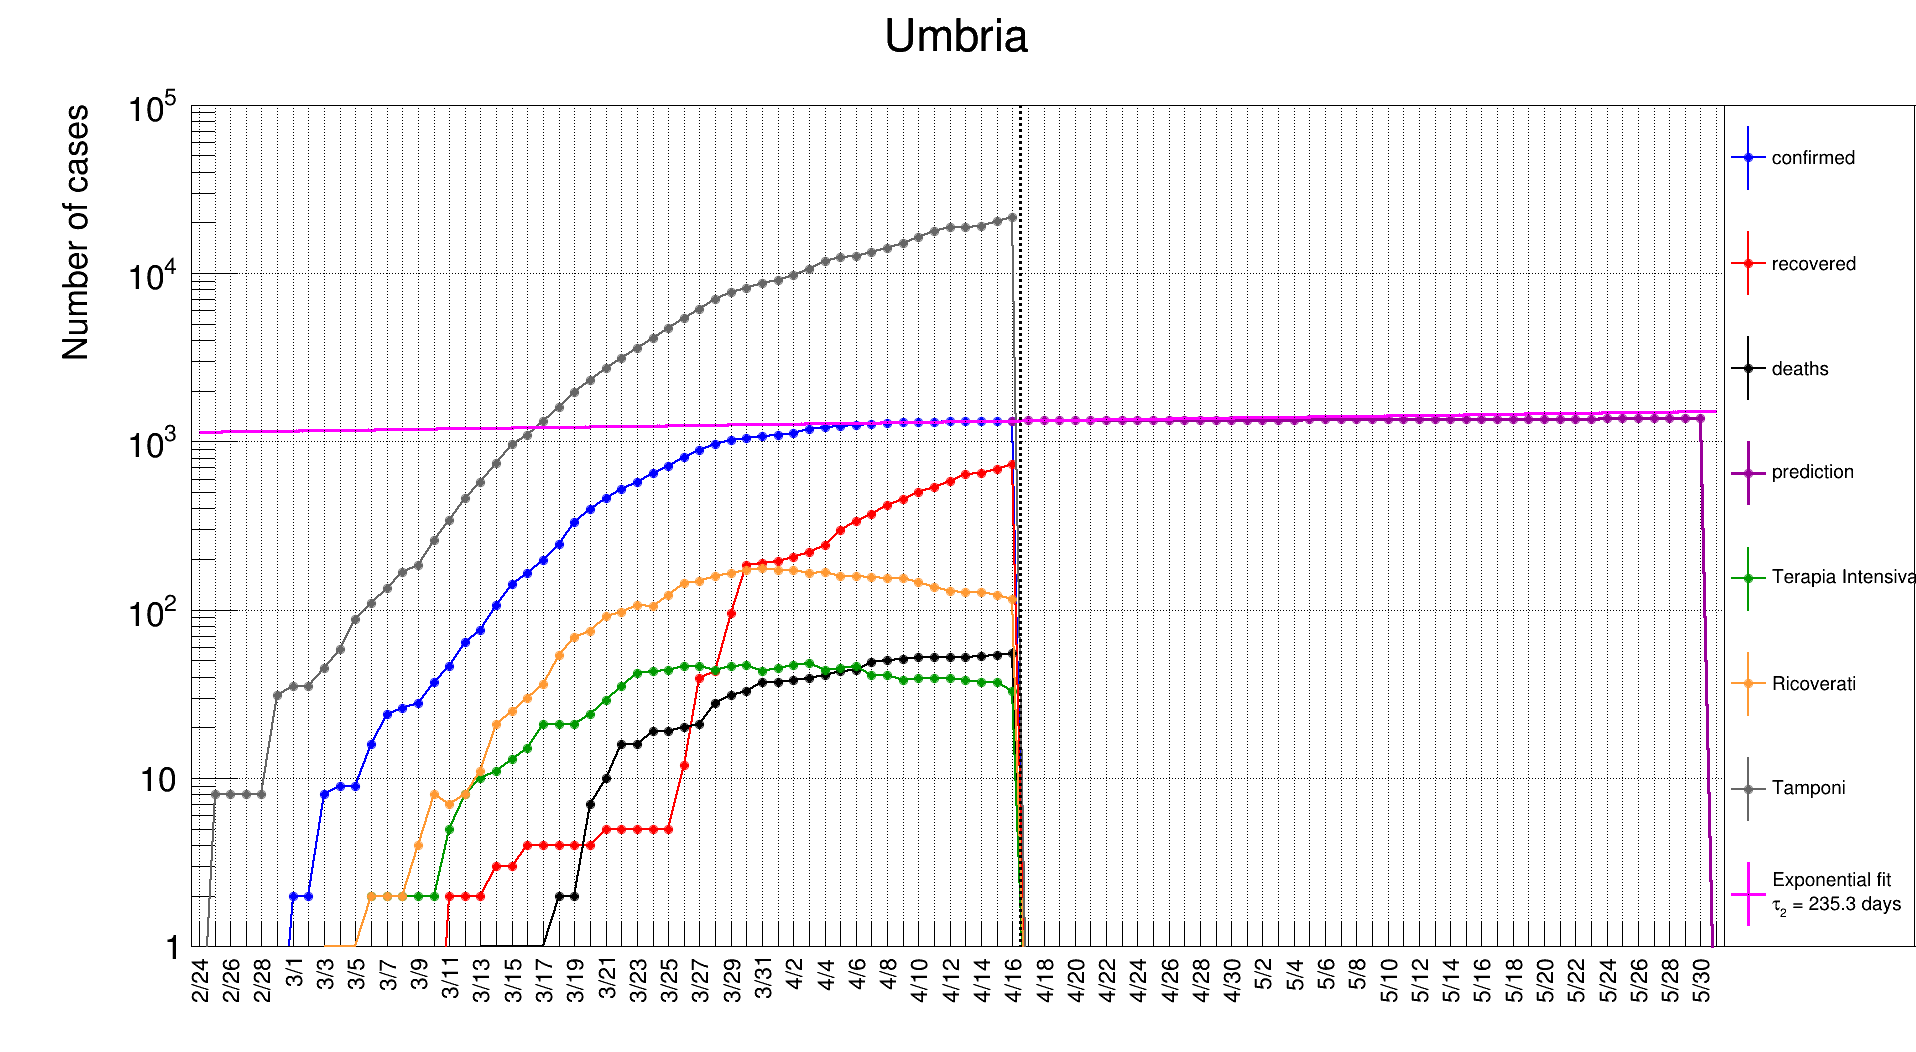 Umbria
Number of cases
10^5
10^4
10^3
10^2
10
1
2/24 2/26 2/28 3/1 3/3 3/5 3/7 3/9 3/11 3/13 3/15 3/17 3/19 3/21 3/23 3/25 3/27 3/29 3/31 4/2 4/4 4/6 4/8 4/10 4/12 4/14 4/16 4/18 4/20 4/22 4/24 4/26 4/28 4/30 5/2 5/4 5/6 5/8 5/10 5/12 5/14 5/16 5/18 5/20 5/22 5/24 5/26 5/28 5/30
confirmed
recovered
deaths
prediction
Terapia Intensiva
Ricoverati
Tamponi
Exponential fit
τ₂ = 235.3 days